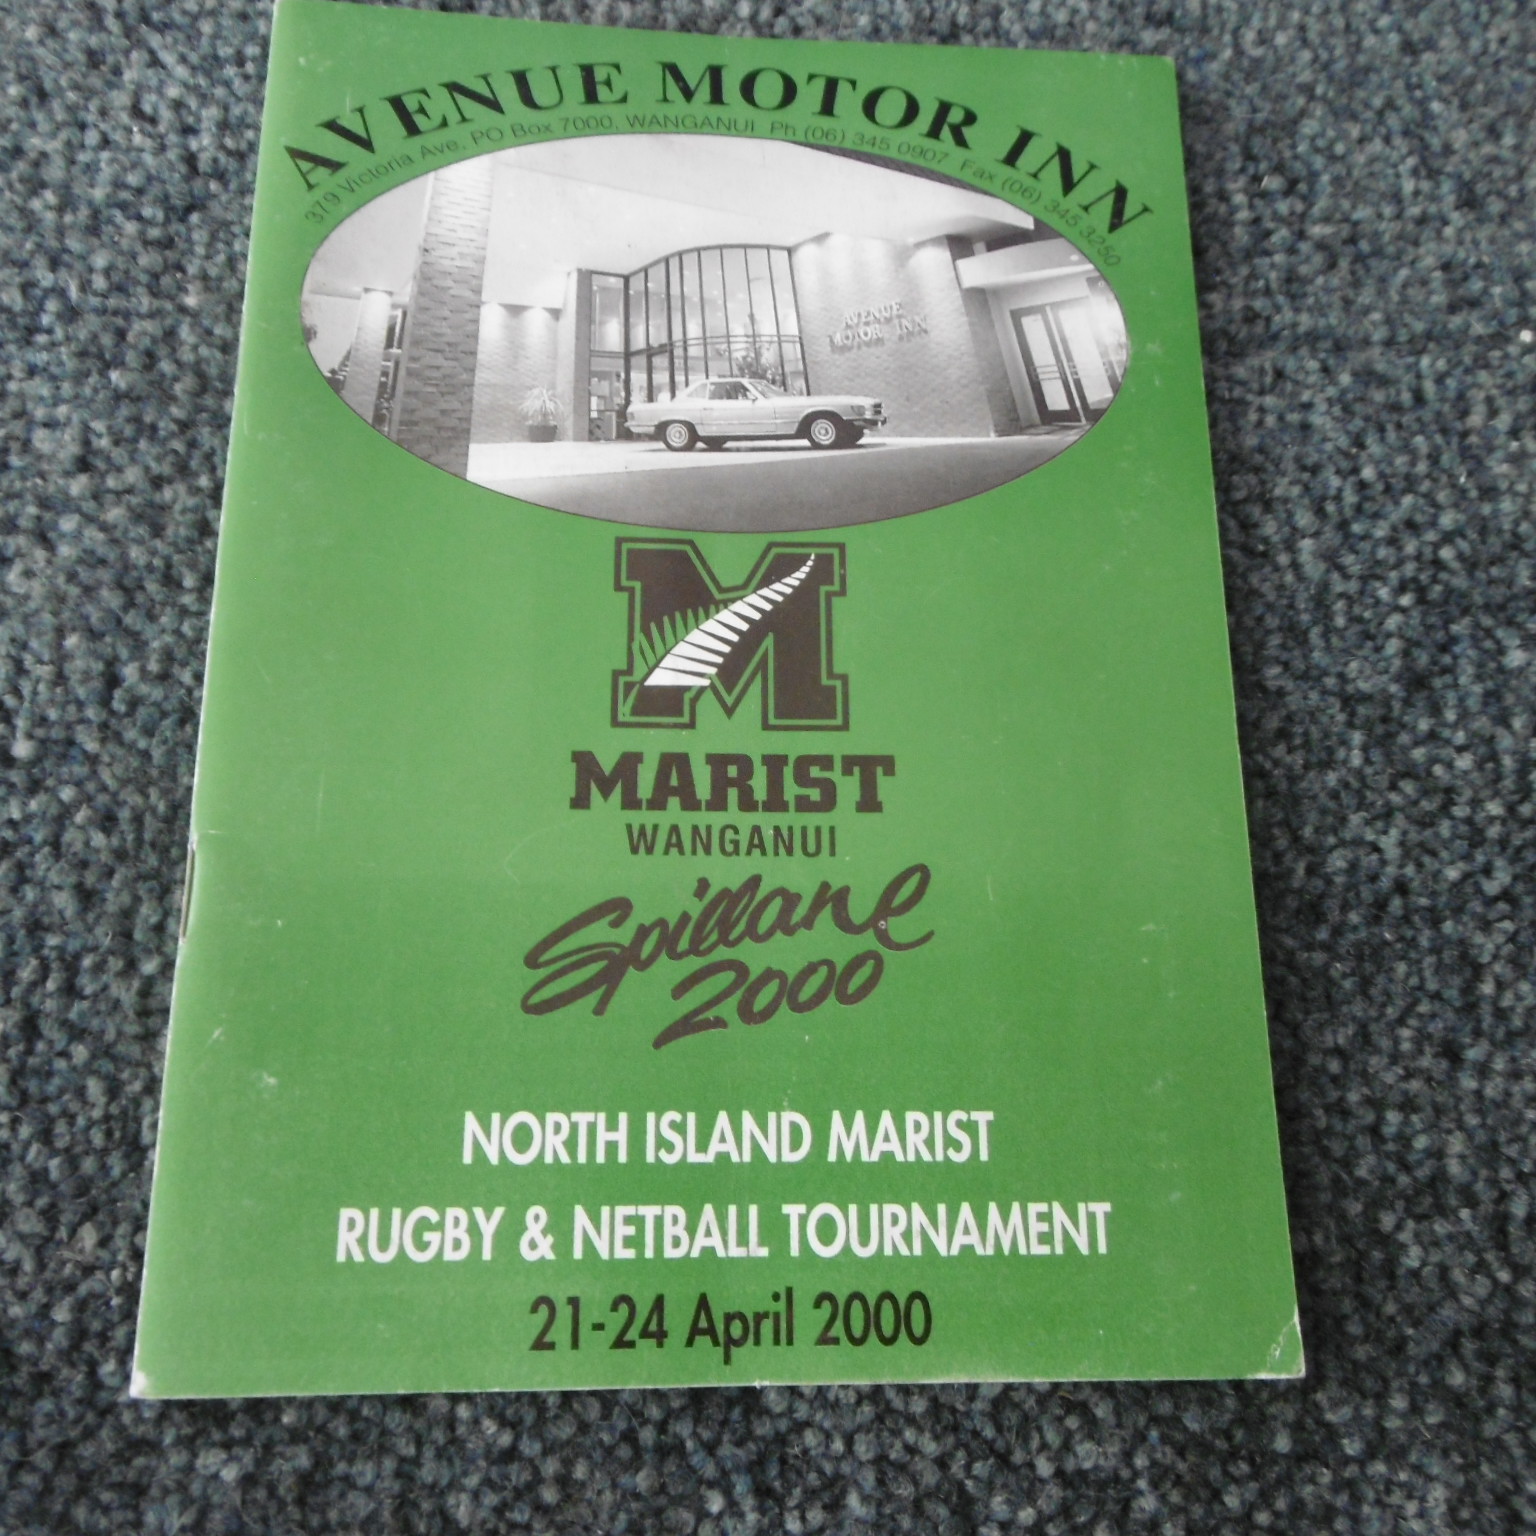 AVENUE MOTOR INN
379 Victoria Ave, PO Box 7000, WANGANUI Ph (06) 345 0907 Fax (06) 345 3250
AVENUE
MOTOR INN
M
MARIST
WANGANUI
Spillane
2000
NORTH ISLAND MARIST
RUGBY & NETBALL TOURNAMENT
21-24 April 2000